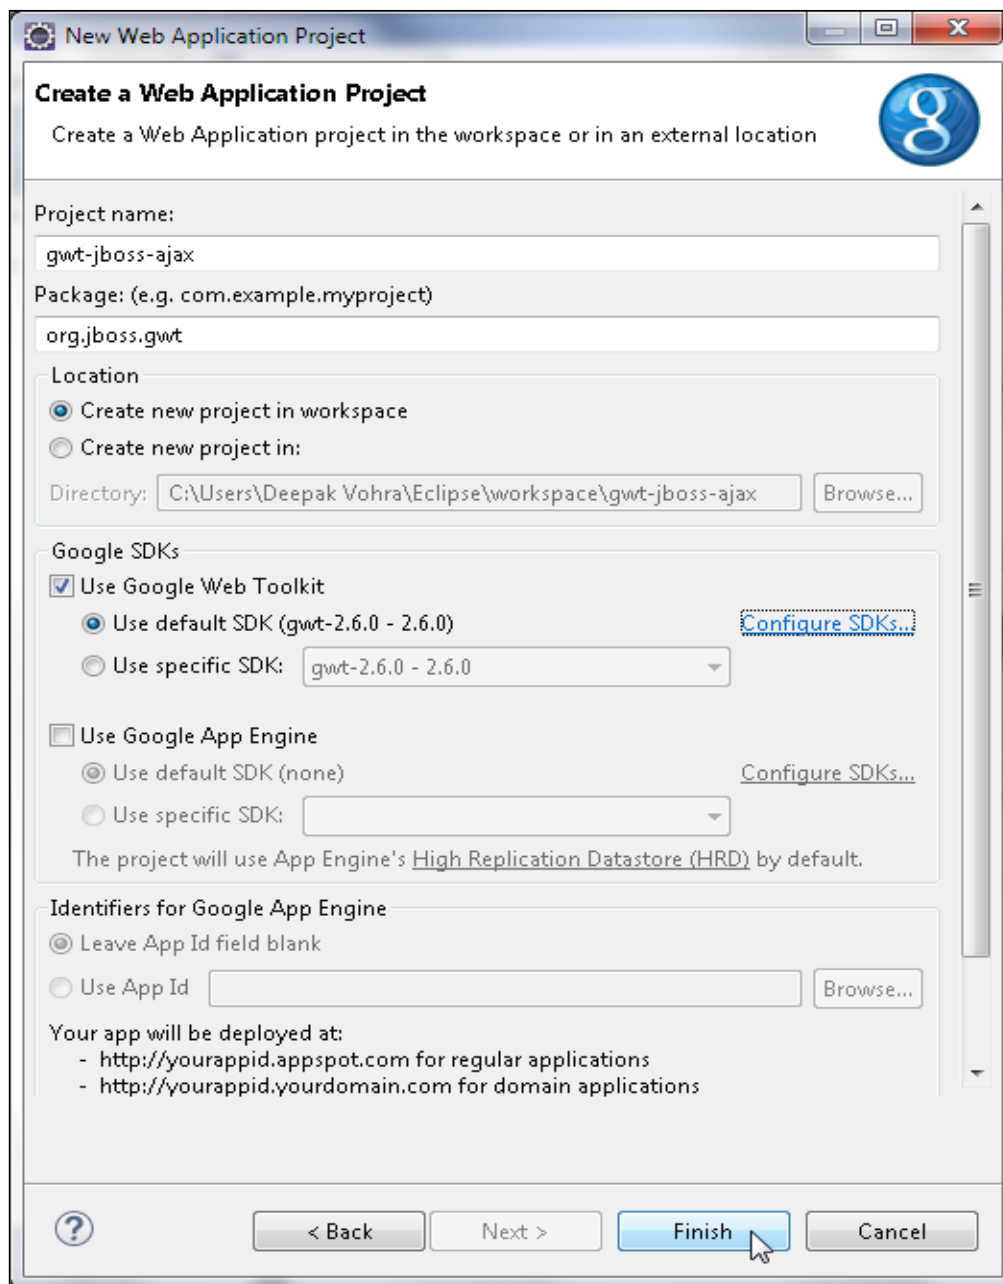 New Web Application Project
Create a Web Application Project
Create a Web Application project in the workspace or in an external location
g
Project name:
gwt-jboss-ajax
Package: (e.g. com.example.myproject)
org.jboss.gwt
Location
Create new project in workspace
Create new project in:
Directory: C:\Users\Deepak Vohra\Eclipse\workspace\gwt-jboss-ajax Browse...
Google SDKs
Use Google Web Toolkit
Use default SDK (gwt-2.6.0 - 2.6.0) Configure SDKs...
Use specific SDK: gwt-2.6.0 - 2.6.0
Use Google App Engine
Use default SDK (none) Configure SDKs...
Use specific SDK:
The project will use App Engine's High Replication Datastore (HRD) by default.
Identifiers for Google App Engine
Leave App Id field blank
Use App Id Browse...
Your app will be deployed at:
- http://yourappid.appspot.com for regular applications
- http://yourappid.yourdomain.com for domain applications
? < Back Next > Finish Cancel